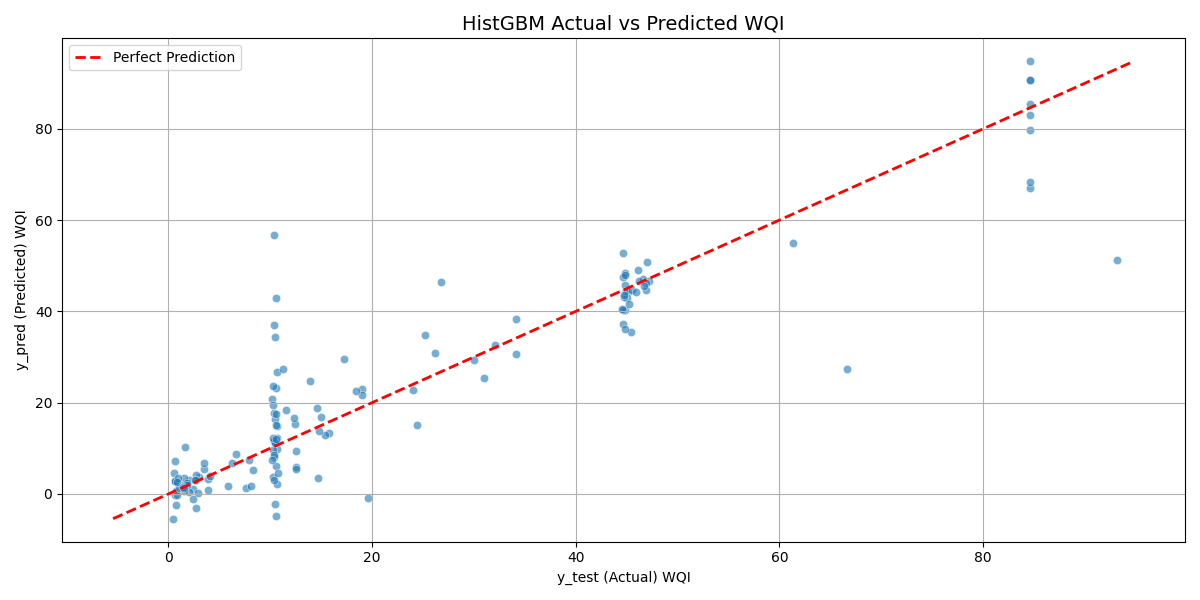 HistGBM Actual vs Predicted WQI
Perfect Prediction
y_pred (Predicted) WQI
80
60
40
20
0
0 20 40 60 80
y_test (Actual) WQI